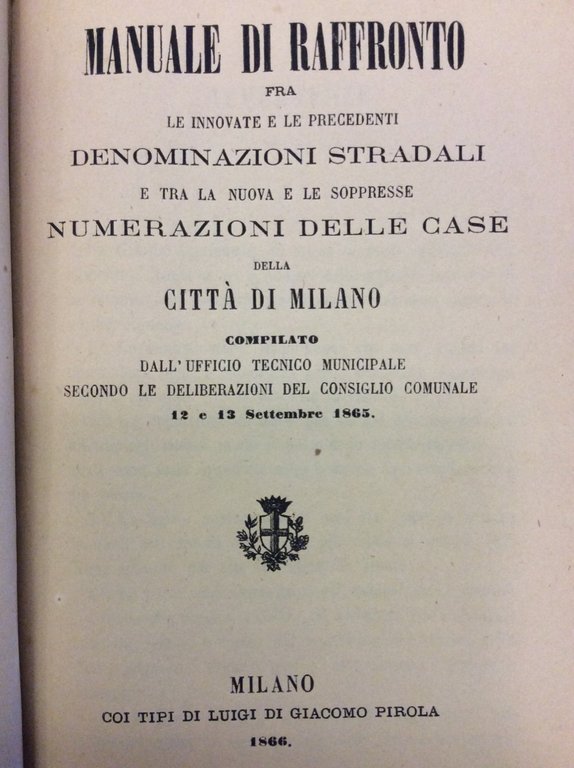 MANUALE DI RAFFRONTO
FRA
LE INNOVATE E LE PRECEDENTI
DENOMINAZIONI STRADALI
E TRA LA NUOVA E LE SOPPRESSE
NUMERAZIONI DELLE CASE
DELLA
CITTÀ DI MILANO
COMPILATO
DALL'UFFICIO TECNICO MUNICIPALE
SECONDO LE DELIBERAZIONI DEL CONSIGLIO COMUNALE
12 e 13 Settembre 1865.
MILANO
COI TIPI DI LUIGI DI GIACOMO PIROLA
1866.